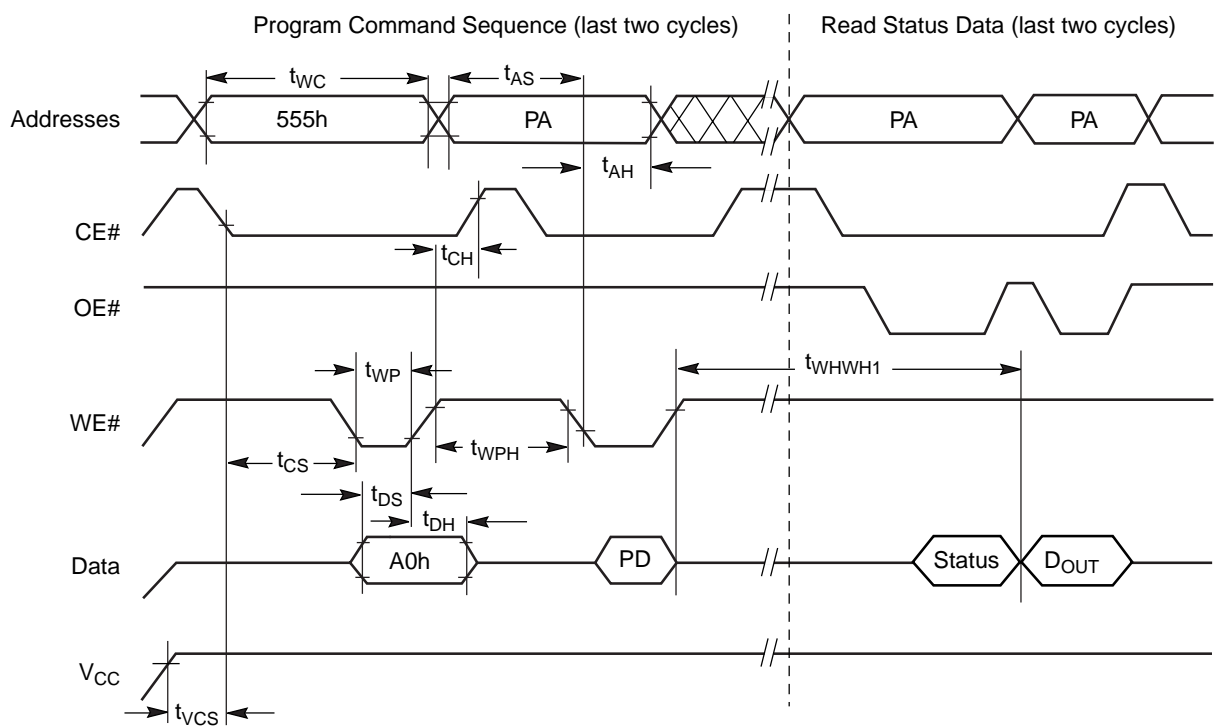 Program Command Sequence (last two cycles)
Read Status Data (last two cycles)
tWC
tAS
Addresses
555h
PA
PA
PA
tAH
CE#
tCH
OE#
tWP
tWHWH1
WE#
tWPH
tCS
tDS
tDH
Data
A0h
PD
Status
DOUT
VCC
tVCS